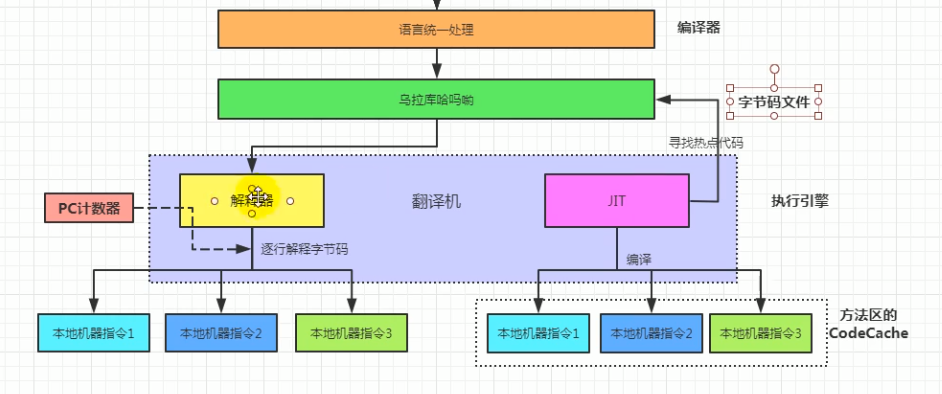 语言统一处理
编译器
乌拉库哈吗哟
字节码文件
寻找热点代码
解释器
翻译机
JIT
执行引擎
PC计数器
逐行解释字节码
编译
本地机器指令1
本地机器指令2
本地机器指令3
本地机器指令1
本地机器指令2
本地机器指令3
方法区的
CodeCache